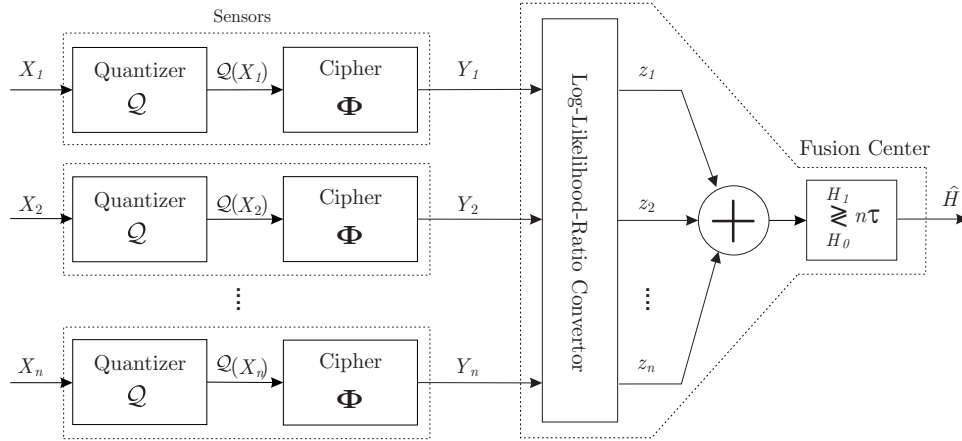 Sensors
X₁
Quantizer
𝒬
𝒬(X₁)
Cipher
Φ
Y₁
X₂
Quantizer
𝒬
𝒬(X₂)
Cipher
Φ
Y₂
Xₙ
Quantizer
𝒬
𝒬(Xₙ)
Cipher
Φ
Yₙ
Log-Likelihood-Ratio Convertor
z₁
z₂
zₙ
+
Fusion Center
H₁
≷ nτ
H₀
Ĥ